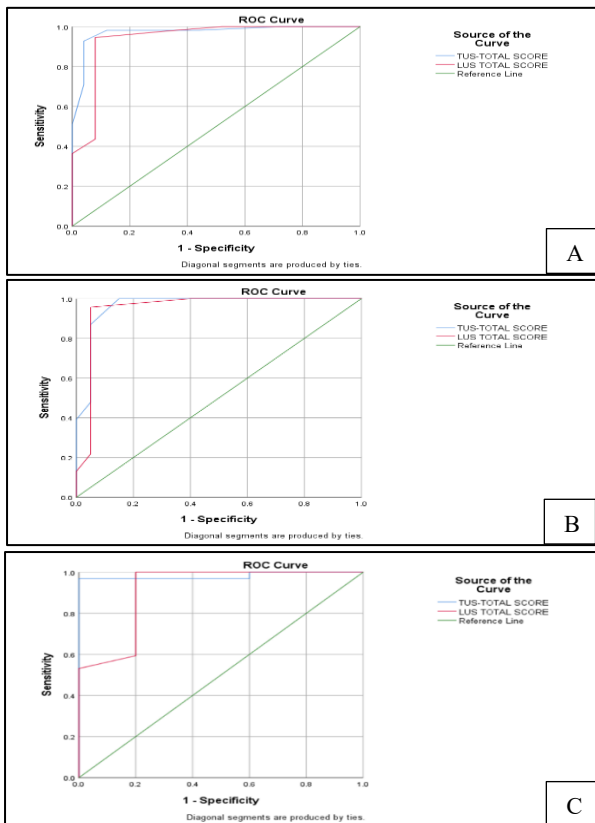 ROC Curve
Source of the
Curve
TUS-TOTAL SCORE
LUS TOTAL SCORE
Reference Line
1.0
0.8
0.6
0.4
0.2
0.0
Sensitivity
0.0 0.2 0.4 0.6 0.8 1.0
1 - Specificity
Diagonal segments are produced by ties.
A
ROC Curve
Source of the
Curve
TUS-TOTAL SCORE
LUS TOTAL SCORE
Reference Line
1.0
0.8
0.6
0.4
0.2
0.0
Sensitivity
0.0 0.2 0.4 0.6 0.8 1.0
1 - Specificity
Diagonal segments are produced by ties.
B
ROC Curve
Source of the
Curve
TUS-TOTAL SCORE
LUS TOTAL SCORE
Reference Line
1.0
0.8
0.6
0.4
0.2
0.0
Sensitivity
0.0 0.2 0.4 0.6 0.8 1.0
1 - Specificity
Diagonal segments are produced by ties.
C